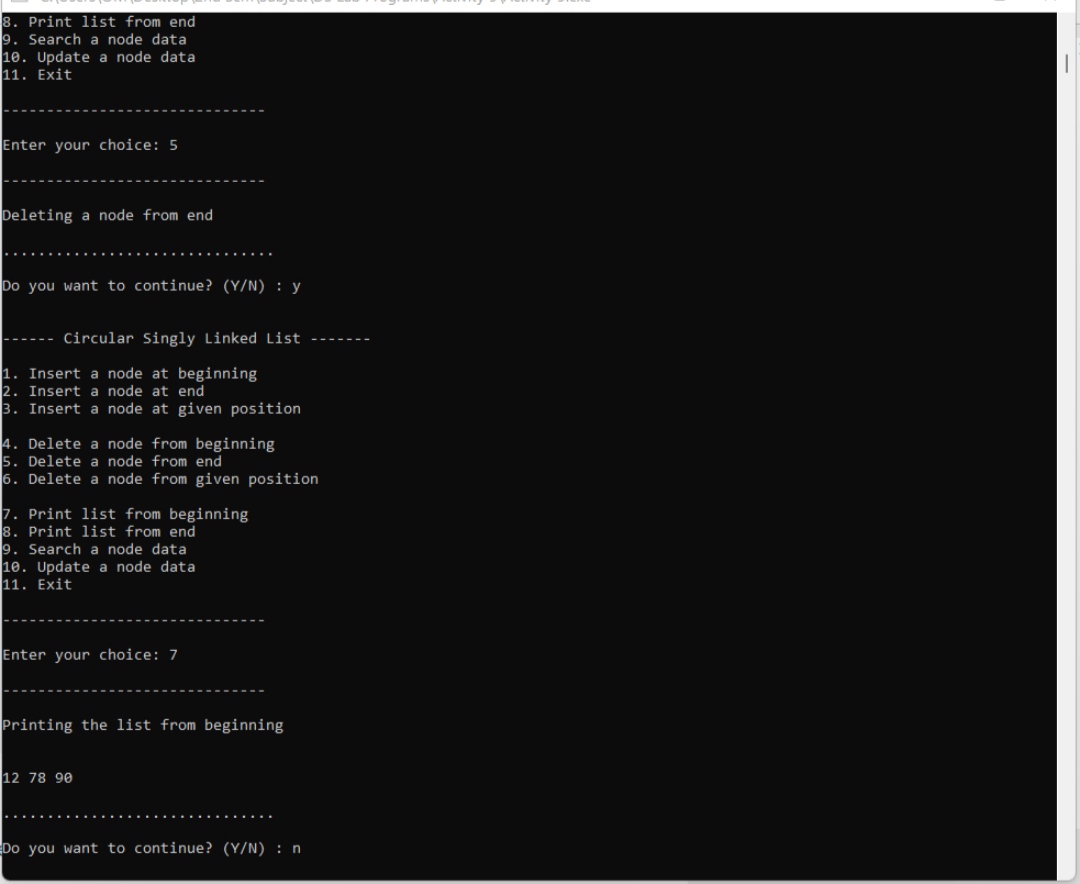 8. Print list from end
9. Search a node data
10. Update a node data
11. Exit
------------------------------
Enter your choice: 5
------------------------------
Deleting a node from end
...............................
Do you want to continue? (Y/N) : y
------ Circular Singly Linked List -------
1. Insert a node at beginning
2. Insert a node at end
3. Insert a node at given position
4. Delete a node from beginning
5. Delete a node from end
6. Delete a node from given position
7. Print list from beginning
8. Print list from end
9. Search a node data
10. Update a node data
11. Exit
------------------------------
Enter your choice: 7
------------------------------
Printing the list from beginning
12 78 90
...............................
Do you want to continue? (Y/N) : n